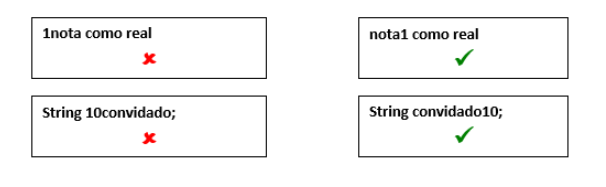 1nota como real
nota1 como real
String 10convidado;
String convidado10;